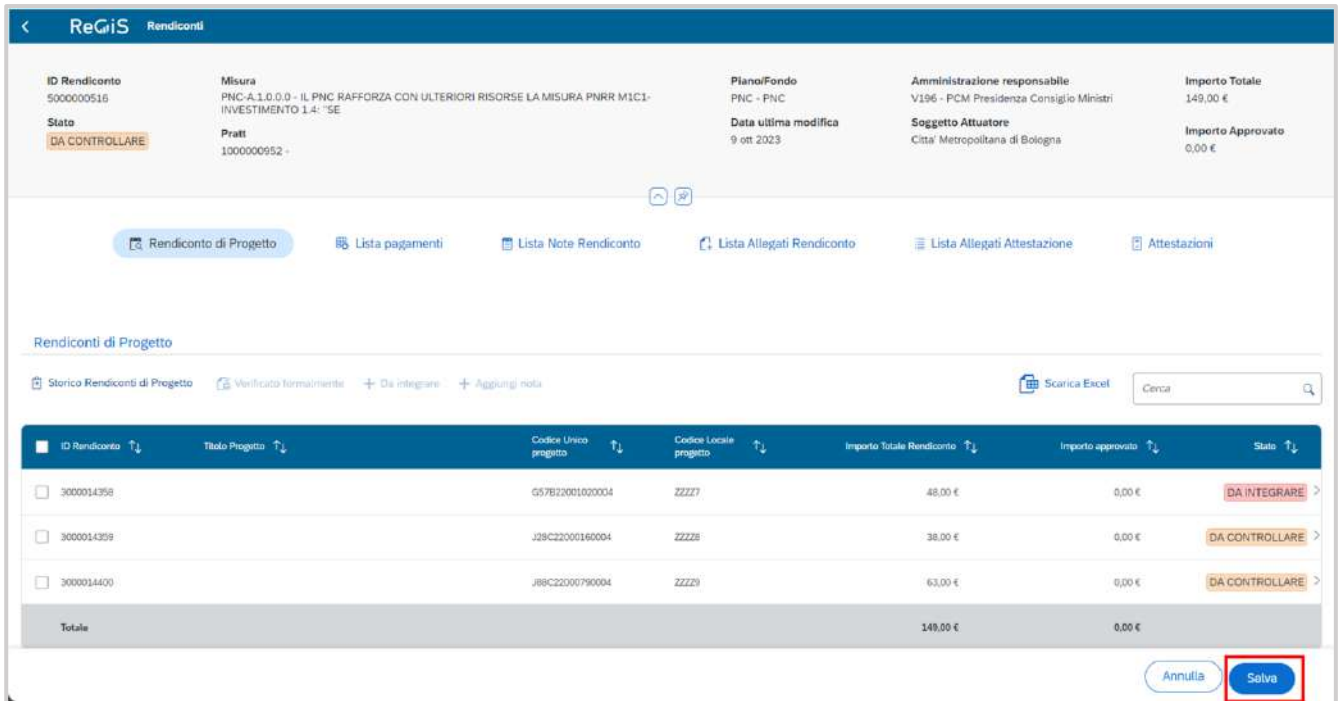 ReGiS Rendiconti
ID Rendiconto
5000000516
Stato
DA CONTROLLARE
Misura
PNC-A.1.0.0.0 - IL PNC RAFFORZA CON ULTERIORI RISORSE LA MISURA PNRR M1C1-
INVESTIMENTO 1.4: "SE
Pratt
1000000952 -
Piano/Fondo
PNC - PNC
Data ultima modifica
9 ott 2023
Amministrazione responsabile
V196 - PCM Presidenza Consiglio Ministri
Soggetto Attuatore
Citta' Metropolitana di Bologna
Importo Totale
149,00 €
Importo Approvato
0,00 €
Rendiconto di Progetto Lista pagamenti Lista Note Rendiconto Lista Allegati Rendiconto Lista Allegati Attestazione Attestazioni
Rendiconti di Progetto
Storico Rendiconti di Progetto Verificato formalmente + Da integrare + Aggiungi nota Scarica Excel Cerca
ID Rendiconto Titolo Progetto Codice Unico progetto Codice Locale progetto Importo Totale Rendiconto Importo approvato Stato
3000014358 G57B22001020004 ZZZZ7 48,00 € 0,00 € DA INTEGRARE
3000014359 J28C22000160004 ZZZZ8 38,00 € 0,00 € DA CONTROLLARE
3000014400 J88C22000790004 ZZZZ9 63,00 € 0,00 € DA CONTROLLARE
Totale 149,00 € 0,00 €
Annulla Salva